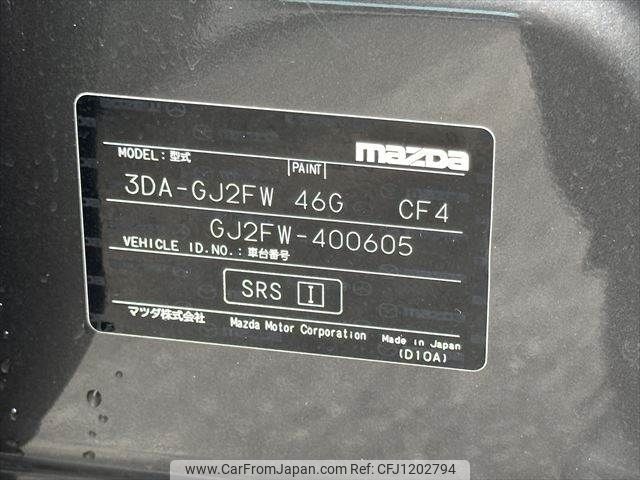 mazda
MODEL:型式 PAINT
3DA-GJ2FW 46G CF4
GJ2FW-400605
VEHICLE ID.NO.:車台番号
SRS I
マツダ株式会社 Mazda Motor Corporation Made in Japan
(D10A)
www.CarFromJapan.com CFJ1202794